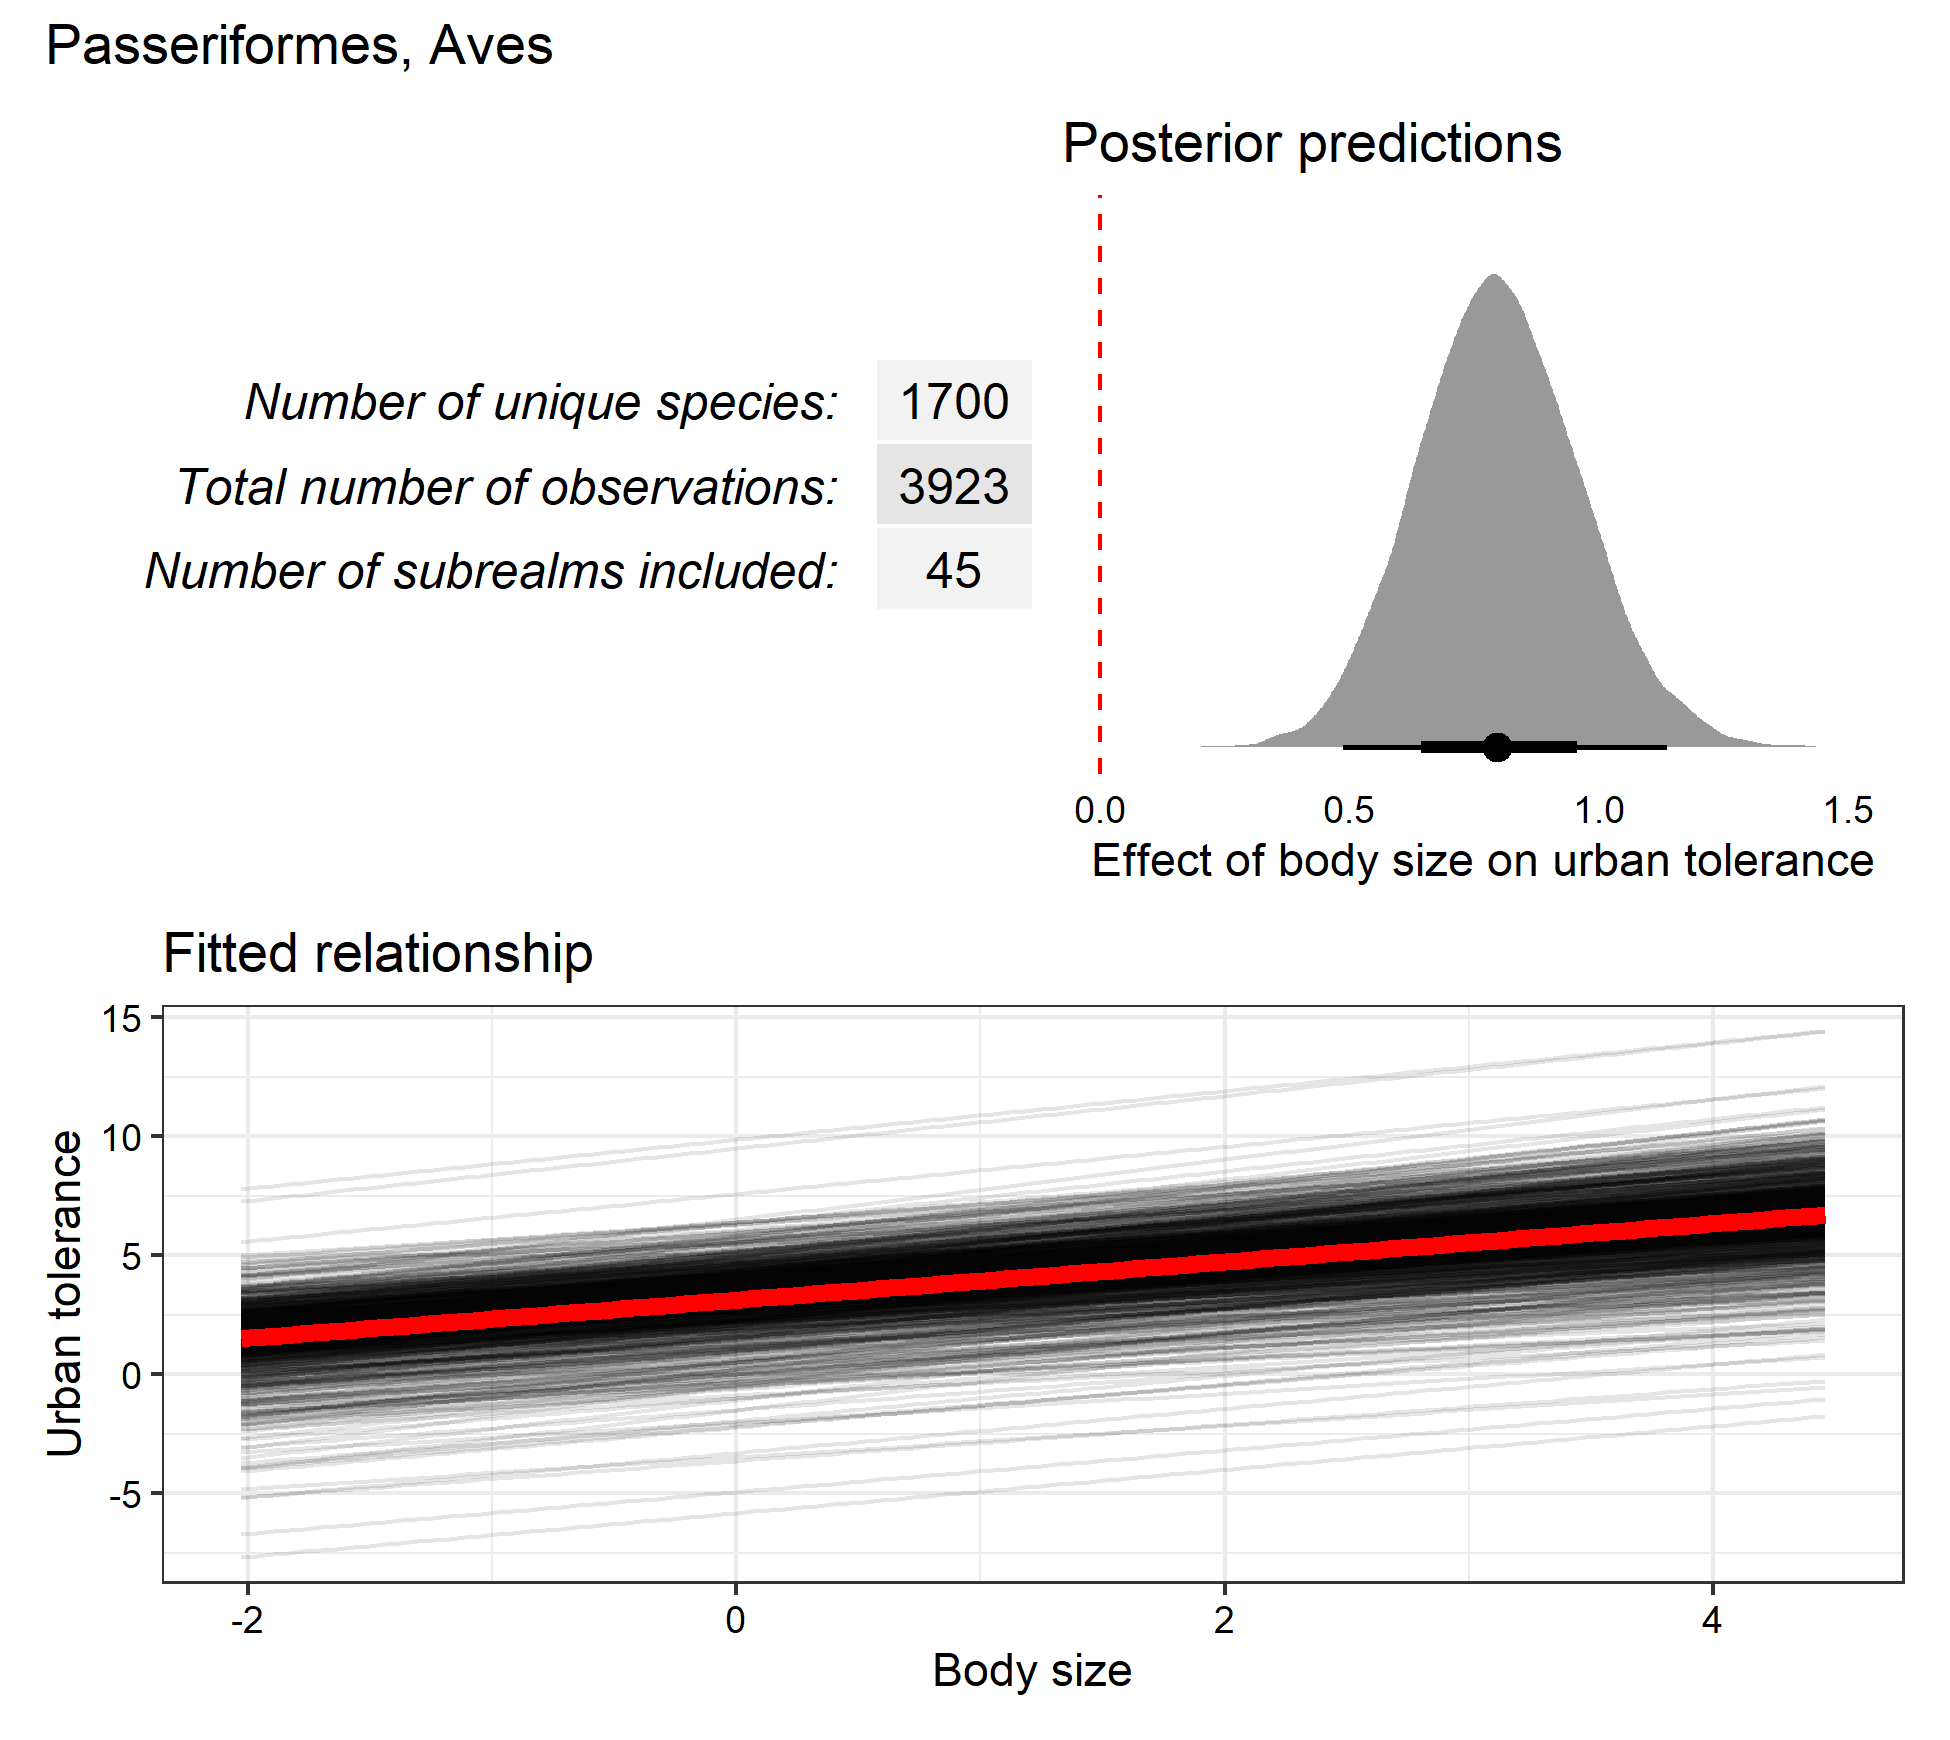 Passeriformes, Aves
Posterior predictions
Number of unique species: 1700
Total number of observations: 3923
Number of subrealms included: 45
0.0 0.5 1.0 1.5
Effect of body size on urban tolerance
Fitted relationship
15
10
5
0
-5
Urban tolerance
-2 0 2 4
Body size